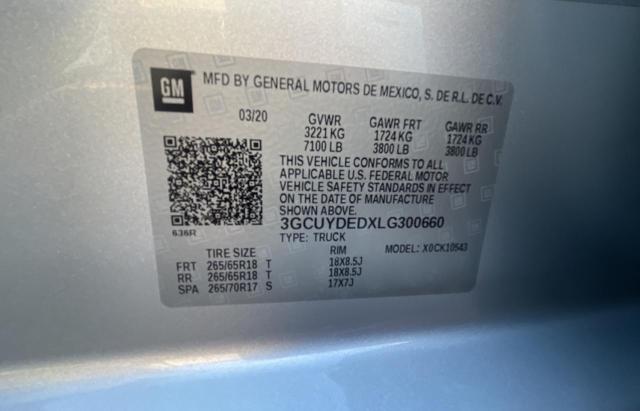 GM
MFD BY GENERAL MOTORS DE MEXICO, S. DE R.L. DE C.V.
03/20 GVWR GAWR FRT GAWR RR
3221 KG 1724 KG 1724 KG
7100 LB 3800 LB 3800 LB
THIS VEHICLE CONFORMS TO ALL
APPLICABLE U.S. FEDERAL MOTOR
VEHICLE SAFETY STANDARDS IN EFFECT
ON THE DATE OF MANUFACTURE
SHOWN ABOVE.
3GCUYDEDXLG300660
636R TYPE: TRUCK MODEL: X0CK10543
TIRE SIZE RIM
FRT 265/65R18 T 18X8.5J
RR 265/65R18 T 18X8.5J
SPA 265/70R17 S 17X7J